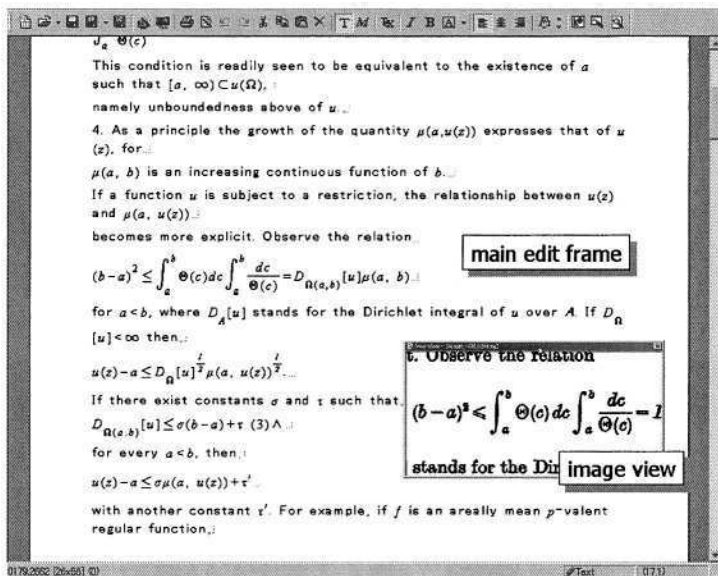 J_a Θ(c)
This condition is readily seen to be equivalent to the existence of a
such that [a, ∞)⊂u(Ω),
namely unboundedness above of u.
4. As a principle the growth of the quantity μ(a,u(z)) expresses that of u
(z), for
μ(a, b) is an increasing continuous function of b.
If a function u is subject to a restriction, the relationship between u(z)
and μ(a, u(z))
becomes more explicit. Observe the relation
main edit frame
(b-a)^2 ≤ ∫_a^b Θ(c)dc ∫_a^b dc/Θ(c) = D_Ω(a,b)[u]μ(a, b)
for a<b, where D_A[u] stands for the Dirichlet integral of u over A. If D_Ω
[u]<∞ then,
t. Observe the relation
u(z)-a ≤ D_Ω[u]^{1/2} μ(a, u(z))^{1/2}
If there exist constants σ and τ such that,
(b-a)² ≤ ∫_a^b Θ(c) dc ∫_a^b dc/Θ(c) =
D_Ω(a,b)[u] ≤ σ(b-a)+τ (3) ∧
for every a<b, then,
stands for the Dir
image view
u(z)-a ≤ σμ(a, u(z))+τ'
with another constant τ'. For example, if f is an areally mean p-valent
regular function,
Text